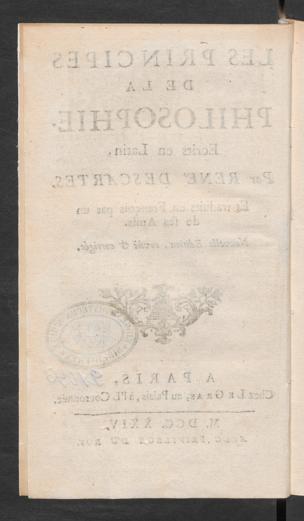 LES PRINCIPES
DE LA
PHILOSOPHIE.
Ecrits en Latin,
Par RENE' DESCARTES.
Et traduits en François par un
de ses Amis.
Nouvelle Edition, revûë & corrigée.
A PARIS,
Chez LE GRAS, au Palais, à l'L Couronnée.
M. DCC. XXIV.
AVEC PRIVILEGE DU ROY.